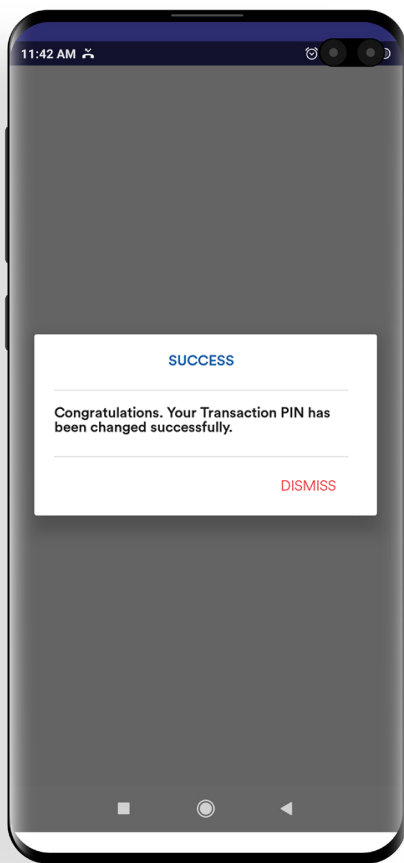 11:42 AM
SUCCESS
Congratulations. Your Transaction PIN has
been changed successfully.
DISMISS